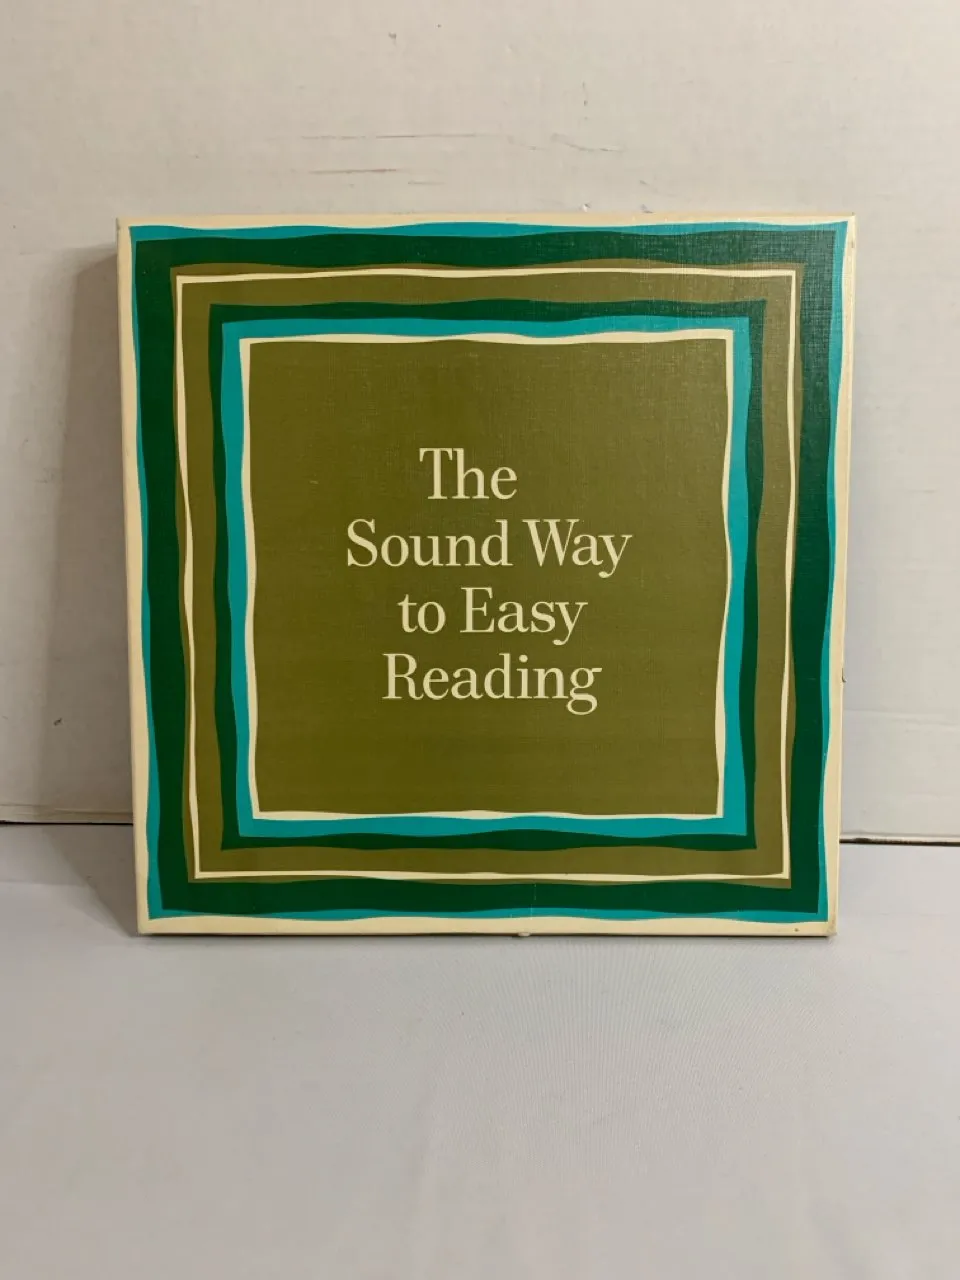 The
Sound Way
to Easy
Reading